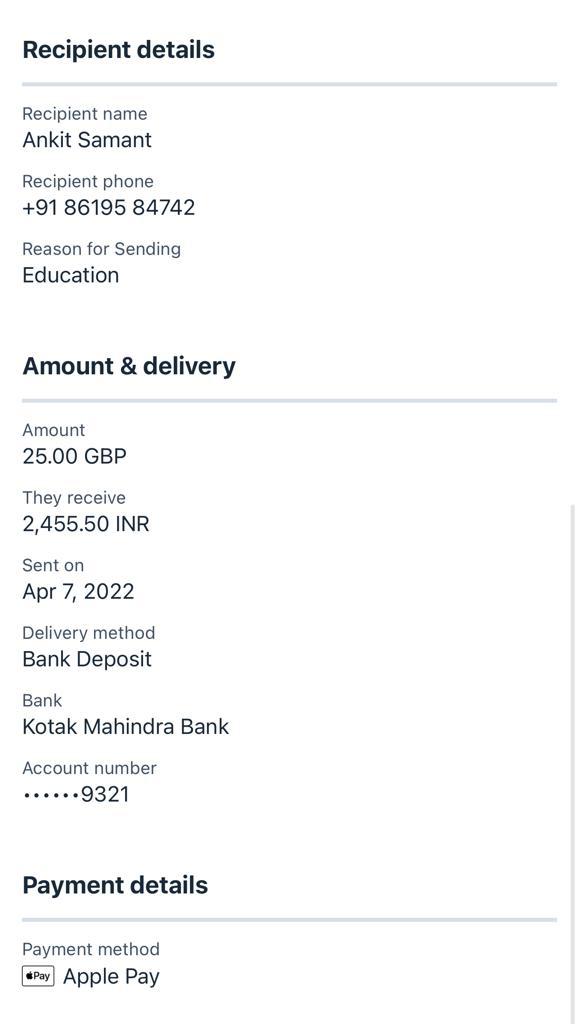 Recipient details
Recipient name
Ankit Samant
Recipient phone
+91 86195 84742
Reason for Sending
Education
Amount & delivery
Amount
25.00 GBP
They receive
2,455.50 INR
Sent on
Apr 7, 2022
Delivery method
Bank Deposit
Bank
Kotak Mahindra Bank
Account number
••••••9321
Payment details
Payment method
Pay Apple Pay